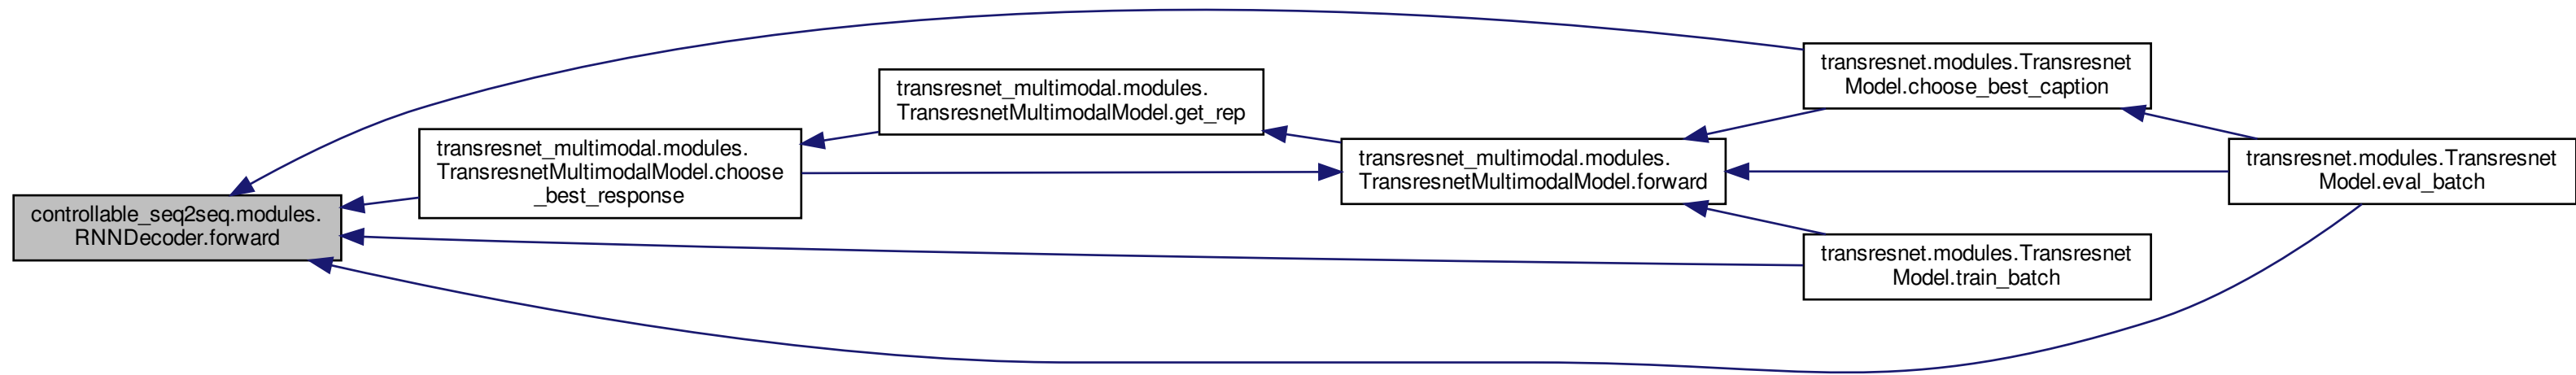 controllable_seq2seq.modules.
RNNDecoder.forward
transresnet_multimodal.modules.
TransresnetMultimodalModel.choose
_best_response
transresnet_multimodal.modules.
TransresnetMultimodalModel.get_rep
transresnet_multimodal.modules.
TransresnetMultimodalModel.forward
transresnet.modules.Transresnet
Model.choose_best_caption
transresnet.modules.Transresnet
Model.eval_batch
transresnet.modules.Transresnet
Model.train_batch